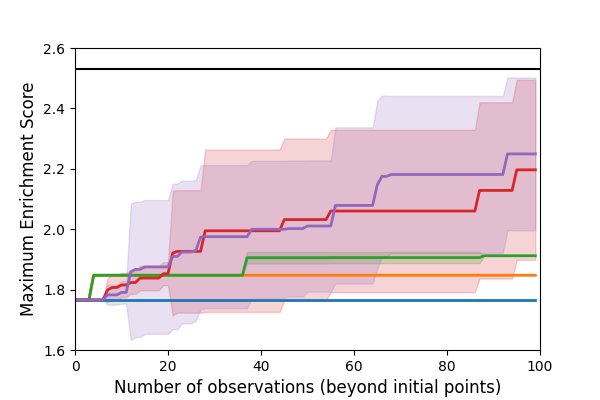 2.6
2.4
2.2
2.0
1.8
1.6
Maximum Enrichment Score
0 20 40 60 80 100
Number of observations (beyond initial points)